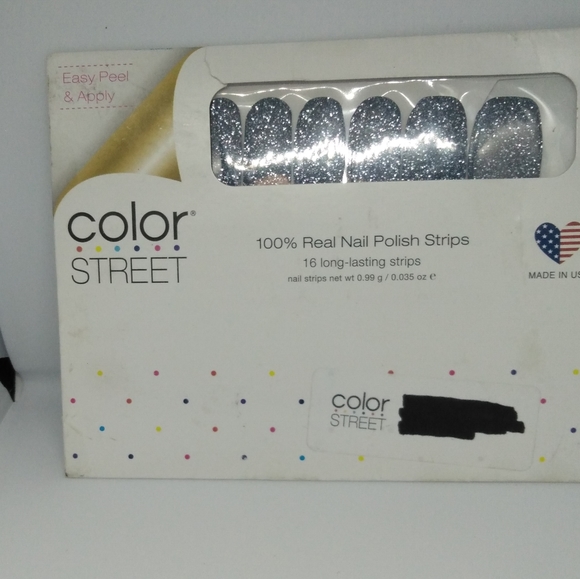 Easy Peel
& Apply
color®
STREET
100% Real Nail Polish Strips
16 long-lasting strips
nail strips net wt 0.99 g / 0.035 oz e
MADE IN US
color
STREET